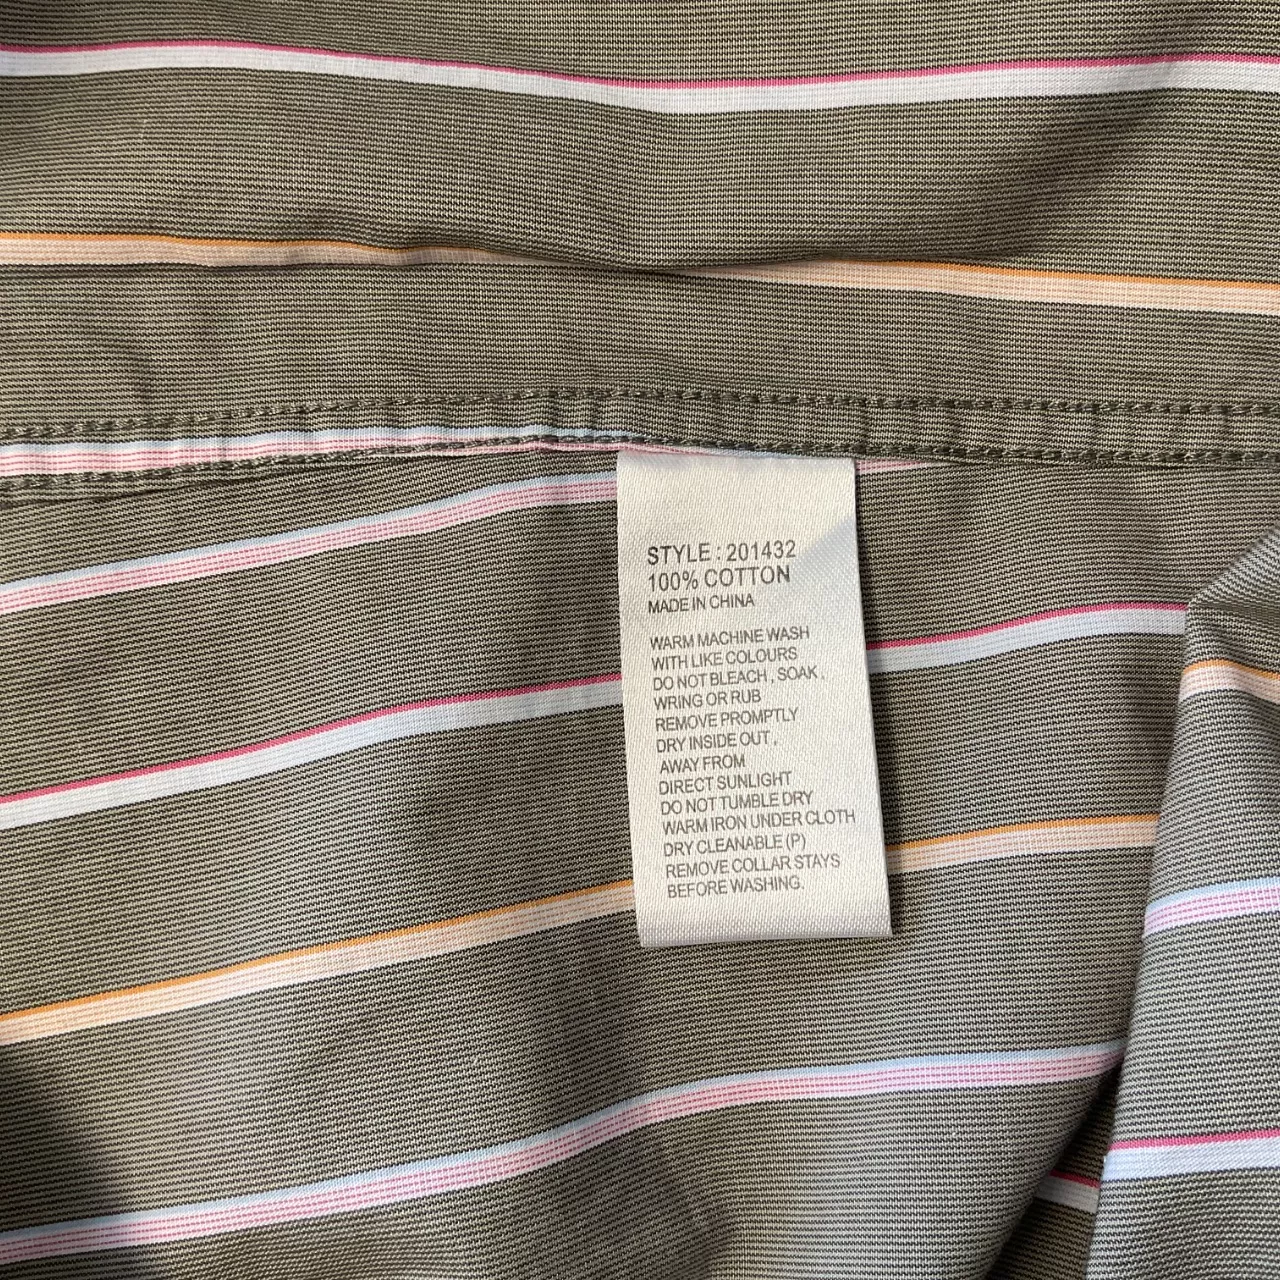 STYLE : 201432
100% COTTON
MADE IN CHINA
WARM MACHINE WASH
WITH LIKE COLOURS
DO NOT BLEACH , SOAK ,
WRING OR RUB
REMOVE PROMPTLY
DRY INSIDE OUT ,
AWAY FROM
DIRECT SUNLIGHT
DO NOT TUMBLE DRY
WARM IRON UNDER CLOTH
DRY CLEANABLE (P)
REMOVE COLLAR STAYS
BEFORE WASHING.